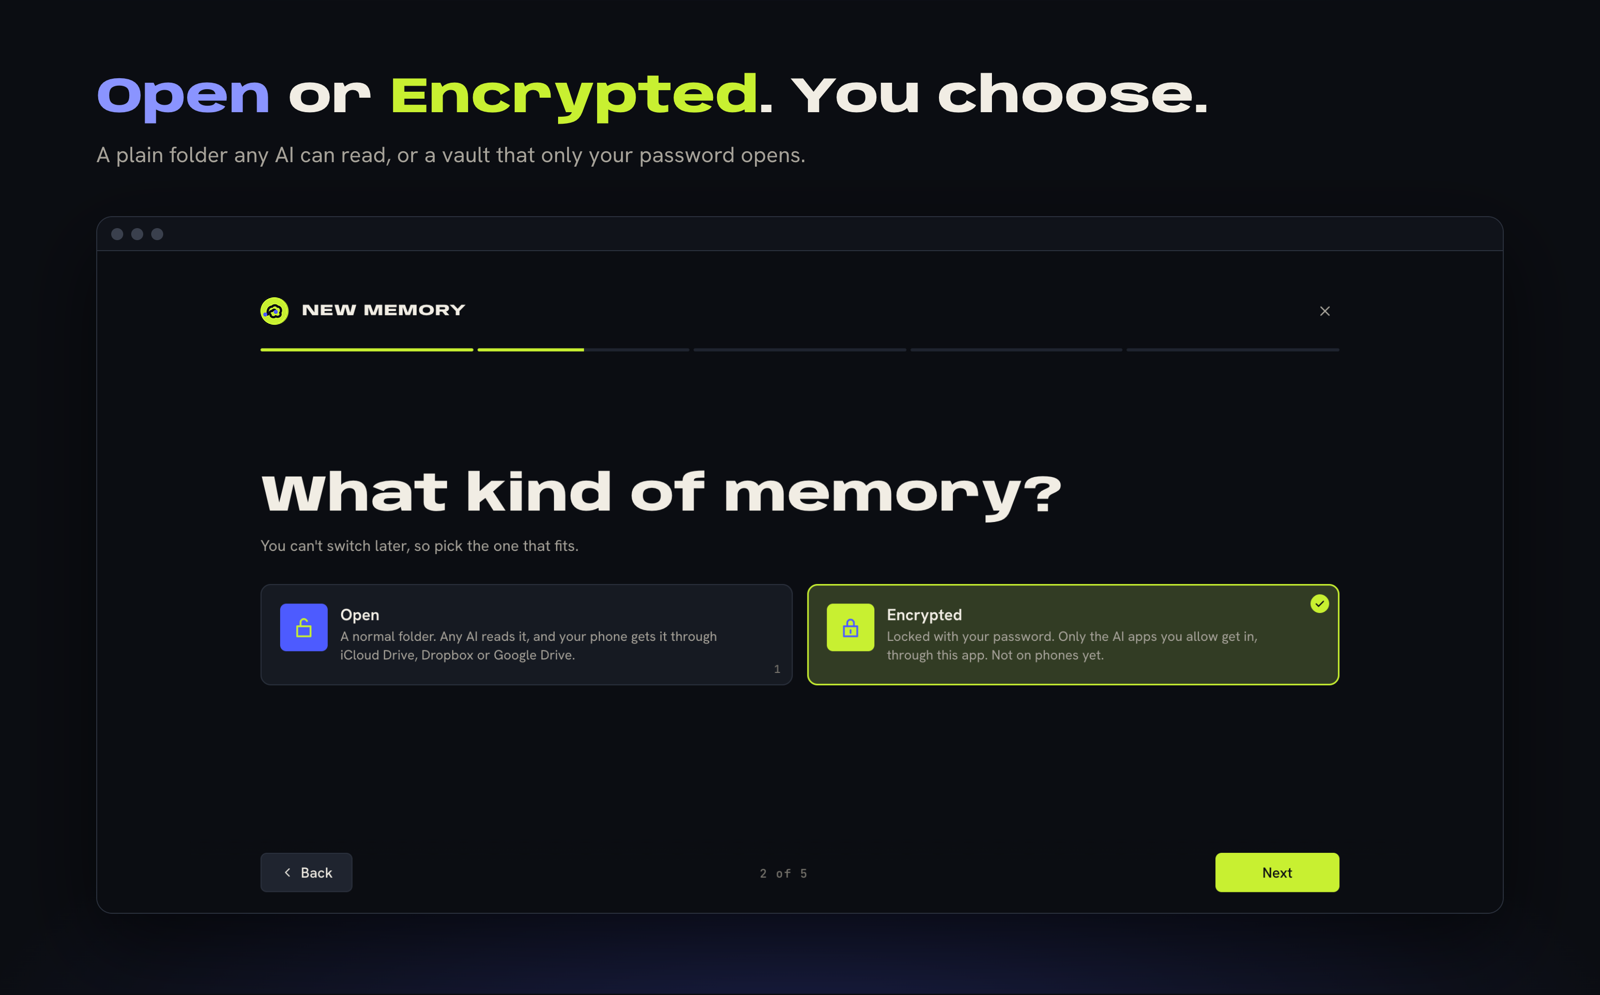 Open or Encrypted. You choose.
A plain folder any AI can read, or a vault that only your password opens.
NEW MEMORY
What kind of memory?
You can't switch later, so pick the one that fits.
Open
A normal folder. Any AI reads it, and your phone gets it through
iCloud Drive, Dropbox or Google Drive.
1
Encrypted
Locked with your password. Only the AI apps you allow get in,
through this app. Not on phones yet.
Back
2 of 5
Next